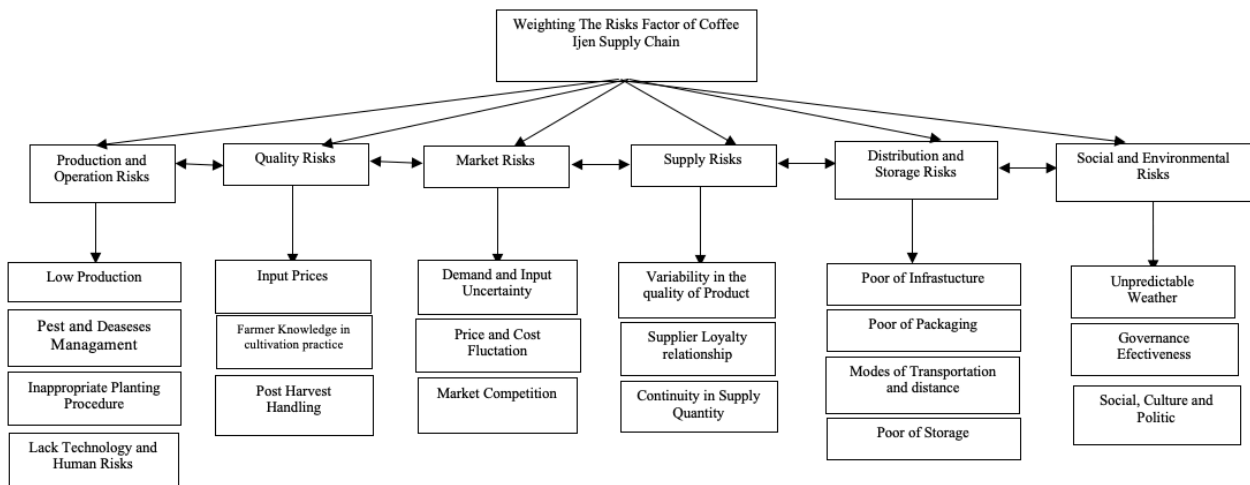 Weighting The Risks Factor of Coffee
Ijen Supply Chain
Production and
Operation Risks
Quality Risks
Market Risks
Supply Risks
Distribution and
Storage Risks
Social and Environmental
Risks
Low Production
Pest and Deaseses
Managament
Inappropriate Planting
Procedure
Lack Technology and
Human Risks
Input Prices
Farmer Knowledge in
cultivation practice
Post Harvest
Handling
Demand and Input
Uncertainty
Price and Cost
Fluctation
Market Competition
Variability in the
quality of Product
Supplier Loyalty
relationship
Continuity in Supply
Quantity
Poor of Infrastucture
Poor of Packaging
Modes of Transportation
and distance
Poor of Storage
Unpredictable
Weather
Governance
Efectiveness
Social, Culture and
Politic